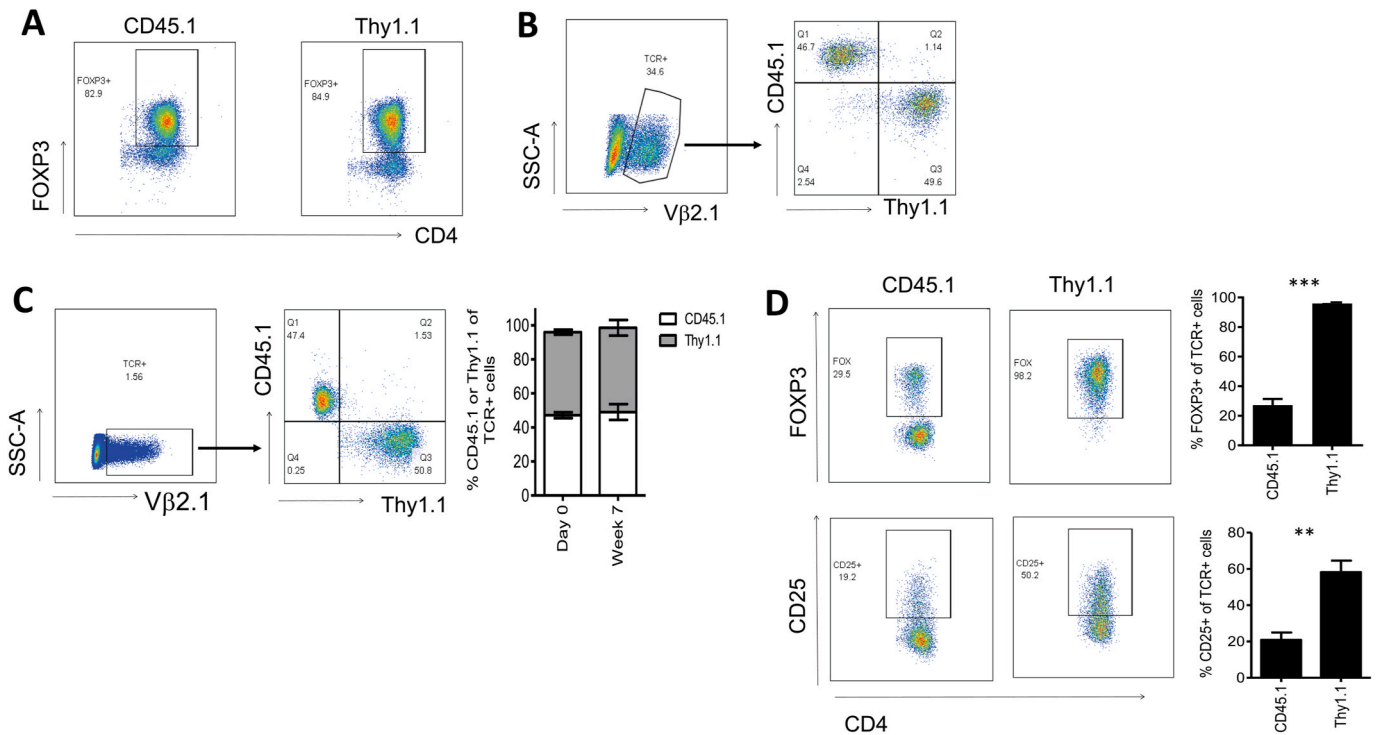 A
CD45.1
Thy1.1
FOXP3+
82.9
FOXP3+
84.9
FOXP3
CD4
B
TCR+
34.6
SSC-A
Vβ2.1
CD45.1
Q1
46.7
Q2
1.14
Q4
2.54
Q3
49.6
Thy1.1
C
TCR+
1.56
SSC-A
Vβ2.1
CD45.1
Q1
47.4
Q2
1.53
Q4
0.25
Q3
50.8
Thy1.1
% CD45.1 or Thy1.1 of
TCR+ cells
100
80
60
40
20
0
Day 0
Week 7
CD45.1
Thy1.1
D
CD45.1
Thy1.1
FOXP3
FOX
29.5
FOX
98.2
% FOXP3+ of TCR+ cells
***
100
80
60
40
20
0
CD45.1
Thy1.1
CD25
CD25+
19.2
CD25+
50.2
CD4
% CD25+ of TCR+ cells
**
80
60
40
20
0
CD45.1
Thy1.1